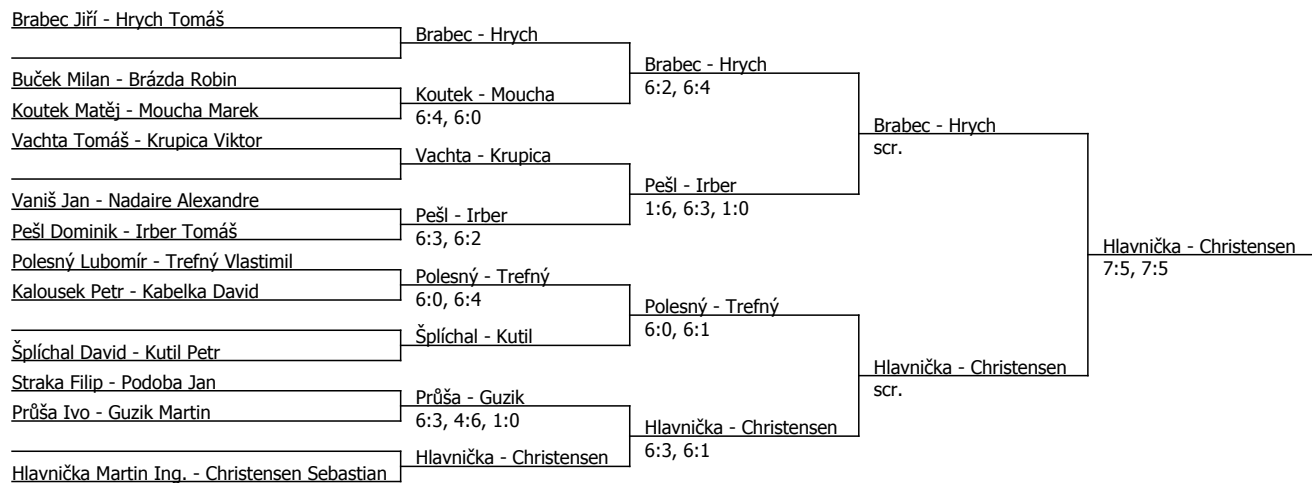 Brabec Jiří - Hrych Tomáš
Buček Milan - Brázda Robin
Koutek Matěj - Moucha Marek
Vachta Tomáš - Krupica Viktor
Vaniš Jan - Nadaire Alexandre
Pešl Dominik - Irber Tomáš
Polesný Lubomír - Trefný Vlastimil
Kalousek Petr - Kabelka David
Šplíchal David - Kutil Petr
Straka Filip - Podoba Jan
Průša Ivo - Guzik Martin
Hlavnička Martin Ing. - Christensen Sebastian
Brabec - Hrych
Koutek - Moucha
6:4, 6:0
Vachta - Krupica
Pešl - Irber
6:3, 6:2
Polesný - Trefný
6:0, 6:4
Šplíchal - Kutil
Průša - Guzik
6:3, 4:6, 1:0
Hlavnička - Christensen
Brabec - Hrych
6:2, 6:4
Pešl - Irber
1:6, 6:3, 1:0
Polesný - Trefný
6:0, 6:1
Hlavnička - Christensen
6:3, 6:1
Brabec - Hrych
scr.
Hlavnička - Christensen
scr.
Hlavnička - Christensen
7:5, 7:5